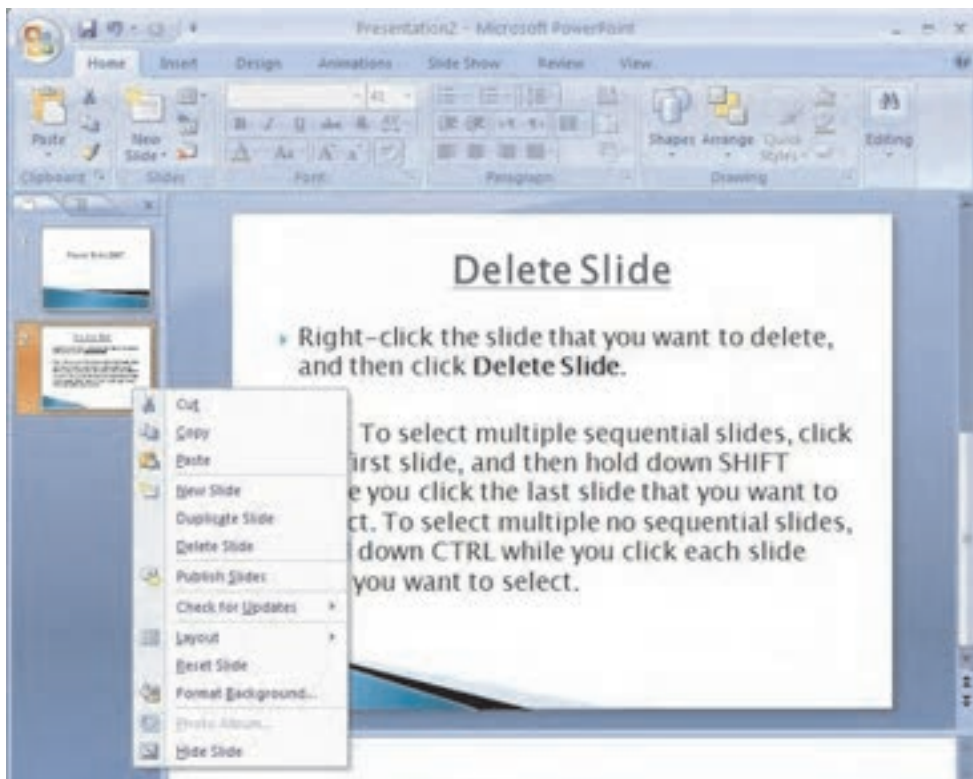 Presentation2 - Microsoft PowerPoint
Home Insert Design Animations Slide Show Review View
Paste
New Slide
Shapes Arrange Quick Styles
Editing
Clipboard Slides Font Paragraph Drawing
Delete Slide
Right-click the slide that you want to delete,
and then click Delete Slide.
To select multiple sequential slides, click
irst slide, and then hold down SHIFT
e you click the last slide that you want to
ct. To select multiple no sequential slides,
down CTRL while you click each slide
you want to select.
Cut
Copy
Paste
New Slide
Duplicate Slide
Delete Slide
Publish Slides
Check for Updates
Layout
Reset Slide
Format Background...
Photo Album...
Hide Slide